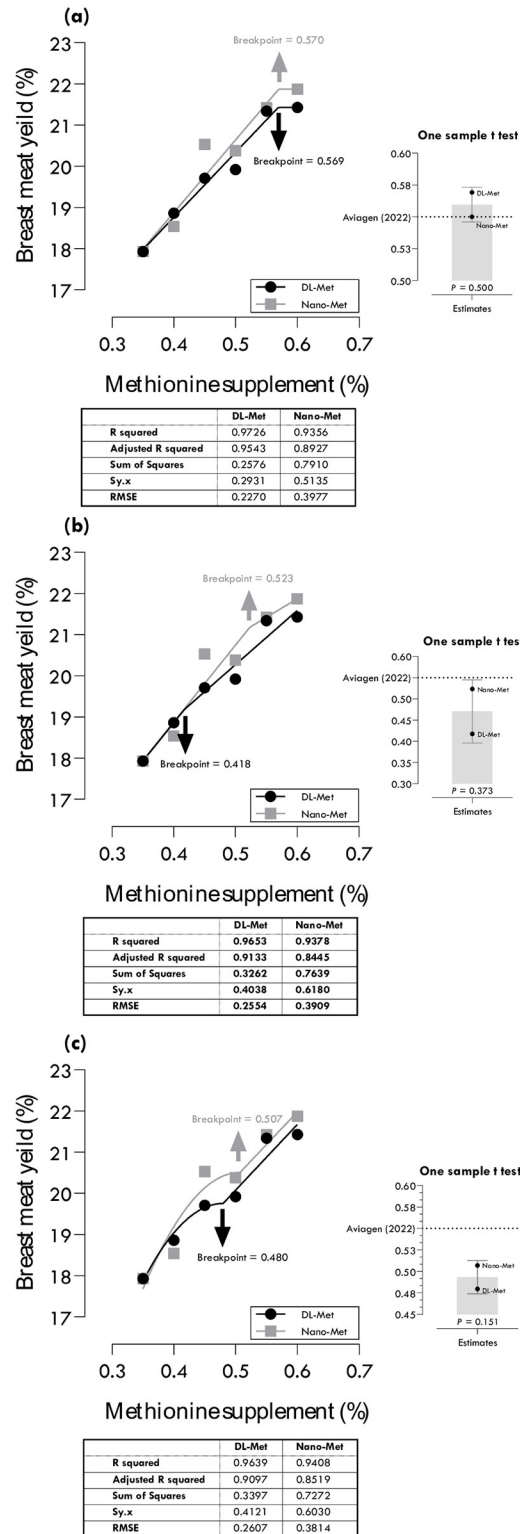 (a)
23
22
21
20
19
18
17
Breast meat yeild (%)
Breakpoint = 0.570
Breakpoint = 0.569
DL-Met
Nano-Met
0.3 0.4 0.5 0.6 0.7
Methionine supplement (%)
One sample t test
0.60
0.58
Aviagen (2022)
0.53
0.50
DL-Met
Nano-Met
P = 0.500
Estimates
DL-Met Nano-Met
R squared 0.9726 0.9356
Adjusted R squared 0.9543 0.8927
Sum of Squares 0.2576 0.7910
Sy.x 0.2931 0.5135
RMSE 0.2270 0.3977
(b)
23
22
21
20
19
18
17
Breast meat yeild (%)
Breakpoint = 0.523
Breakpoint = 0.418
DL-Met
Nano-Met
0.3 0.4 0.5 0.6 0.7
Methionine supplement (%)
One sample t test
0.60
Aviagen (2022)
0.50
0.45
0.40
0.35
0.30
Nano-Met
DL-Met
P = 0.373
Estimates
DL-Met Nano-Met
R squared 0.9653 0.9378
Adjusted R squared 0.9133 0.8445
Sum of Squares 0.3262 0.7639
Sy.x 0.4038 0.6180
RMSE 0.2554 0.3909
(c)
23
22
21
20
19
18
17
Breast meat yeild (%)
Breakpoint = 0.507
Breakpoint = 0.480
DL-Met
Nano-Met
0.3 0.4 0.5 0.6 0.7
Methionine supplement (%)
One sample t test
0.60
0.58
Aviagen (2022)
0.53
0.50
0.48
0.45
Nano-Met
DL-Met
P = 0.151
Estimates
DL-Met Nano-Met
R squared 0.9639 0.9408
Adjusted R squared 0.9097 0.8519
Sum of Squares 0.3397 0.7272
Sy.x 0.4121 0.6030
RMSE 0.2607 0.3814